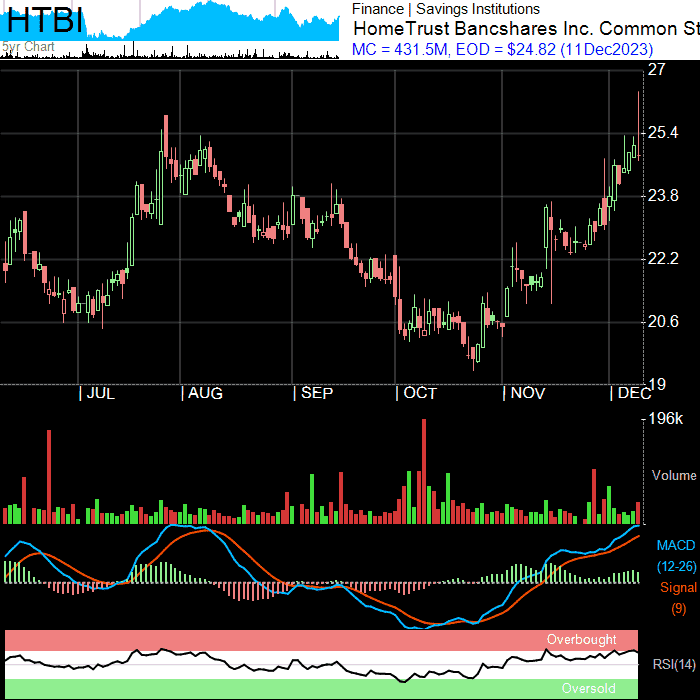 HTBI
5yr Chart
Finance | Savings Institutions
HomeTrust Bancshares Inc. Common St
MC = 431.5M, EOD = $24.82 (11Dec2023)
27
25.4
23.8
22.2
20.6
19
| JUL | AUG | SEP | OCT | NOV | DEC
196k
Volume
MACD
(12-26)
Signal
(9)
Overbought
RSI(14)
Oversold